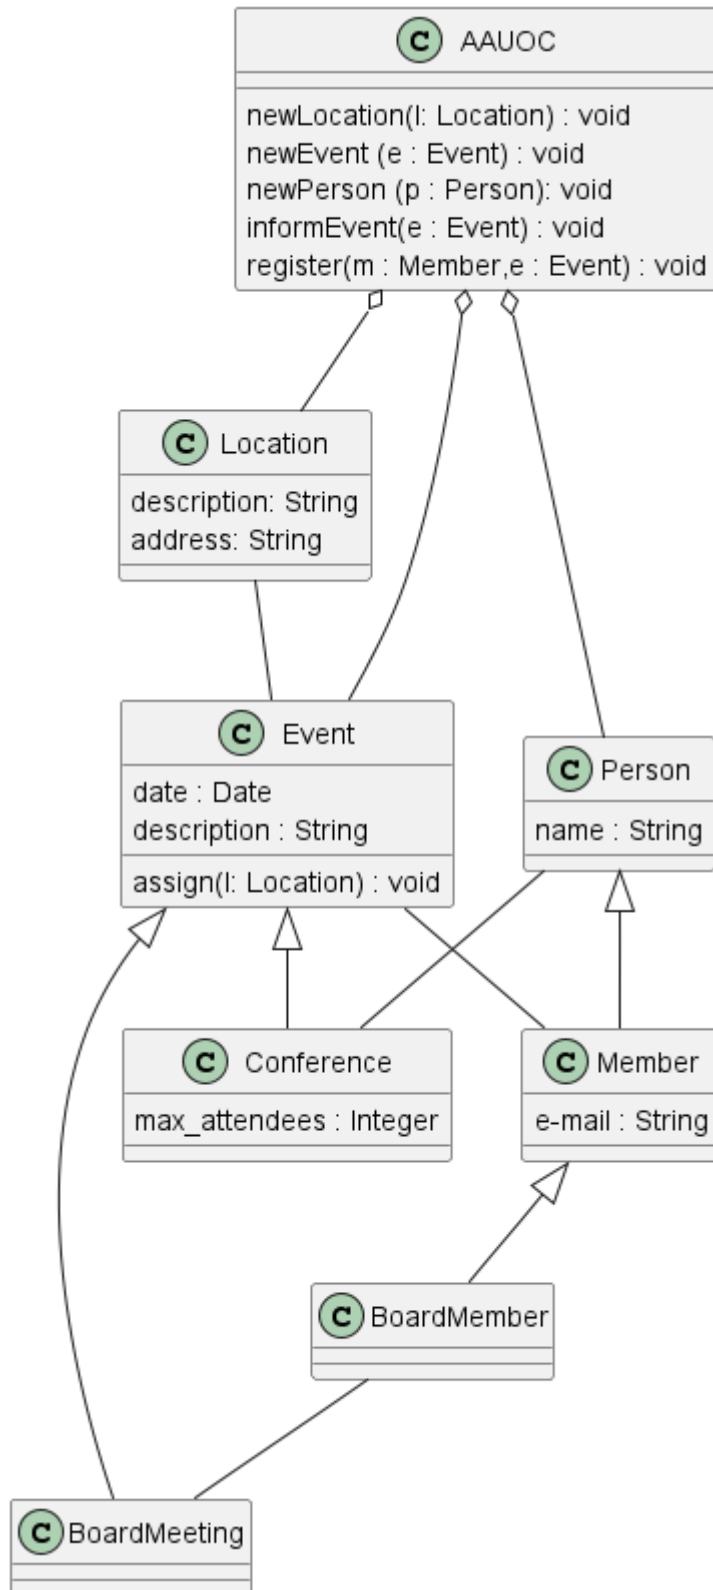 C AAUOC
newLocation(l: Location) : void
newEvent (e : Event) : void
newPerson (p : Person): void
informEvent(e : Event) : void
register(m : Member,e : Event) : void
C Location
description: String
address: String
C Event
date : Date
description : String
assign(l: Location) : void
C Person
name : String
C Conference
max_attendees : Integer
C Member
e-mail : String
C BoardMember
C BoardMeeting